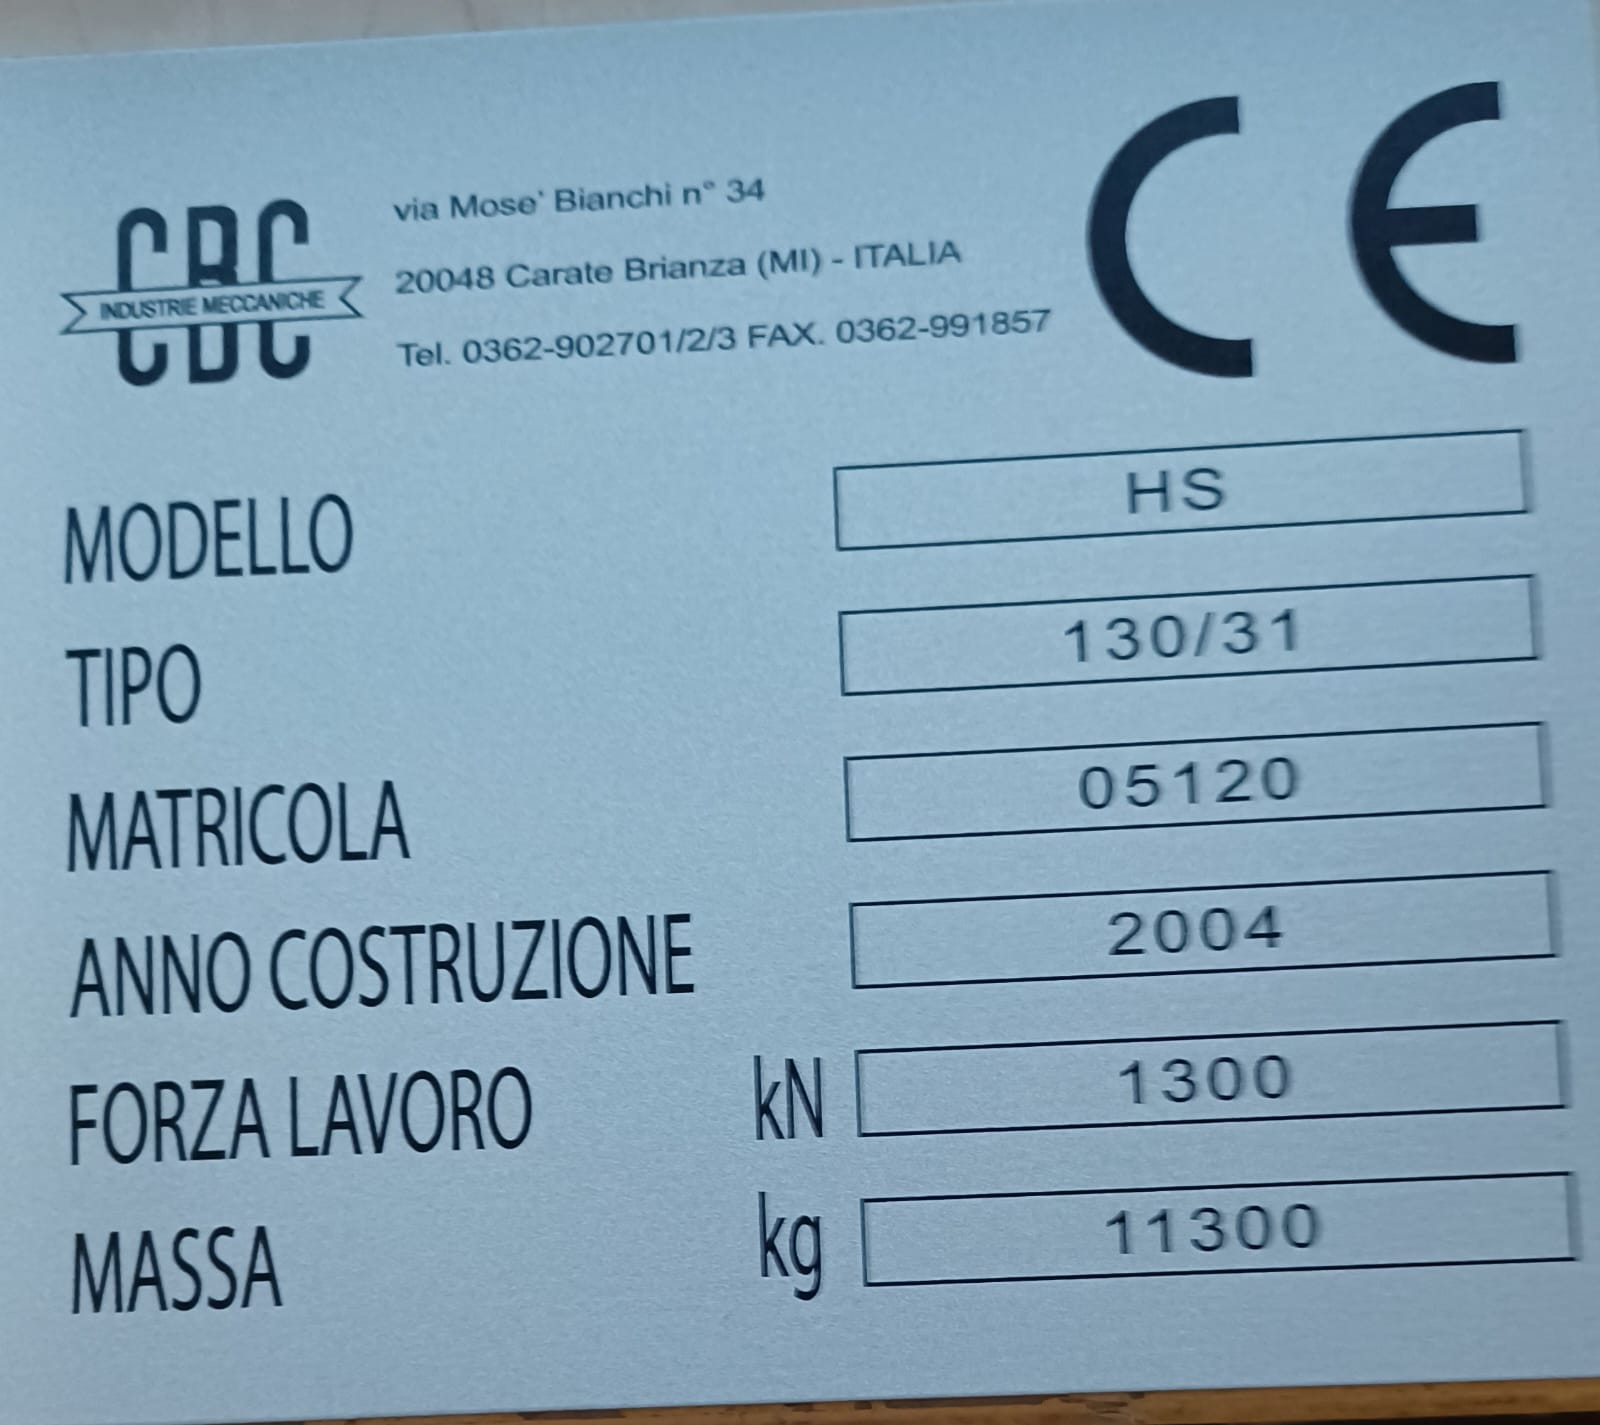 CBC
INDUSTRIE MECCANICHE
via Mose' Bianchi n° 34
20048 Carate Brianza (MI) - ITALIA
Tel. 0362-902701/2/3 FAX. 0362-991857
CE
MODELLO HS
TIPO 130/31
MATRICOLA 05120
ANNO COSTRUZIONE 2004
FORZA LAVORO kN 1300
MASSA kg 11300